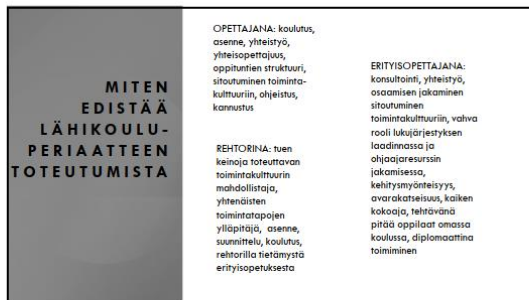 MITEN
EDISTÄÄ
LÄHIKOULU-
PERIAATTEEN
TOTEUTUMISTA
OPETTAJANA: koulutus,
asenne, yhteistyö,
yhteisopettajuus,
oppituntien struktuuri,
sitoutuminen toiminta-
kulttuuriin, ohjeistus,
kannustus
REHTORINA: tuen
keinoja toteuttavan
toimintakulttuurin
mahdollistaja,
yhtenäisten
toimintatapojen
ylläpitäjä, asenne,
suunnittelu, koulutus,
rehtorilla tietämystä
erityisopetuksesta
ERITYISOPETTAJANA:
konsultointi, yhteistyö,
osaamisen jakaminen
sitoutuminen
toimintakulttuuriin, vahva
rooli lukujärjestyksen
laadinnassa ja
ohjaajaresurssin
jakamisessa,
kehitysmyönteisyys,
avarakatseisuus, kaiken
kokoaja, tehtävänä
pitää oppilaat omassa
koulussa, diplomaattina
toimiminen